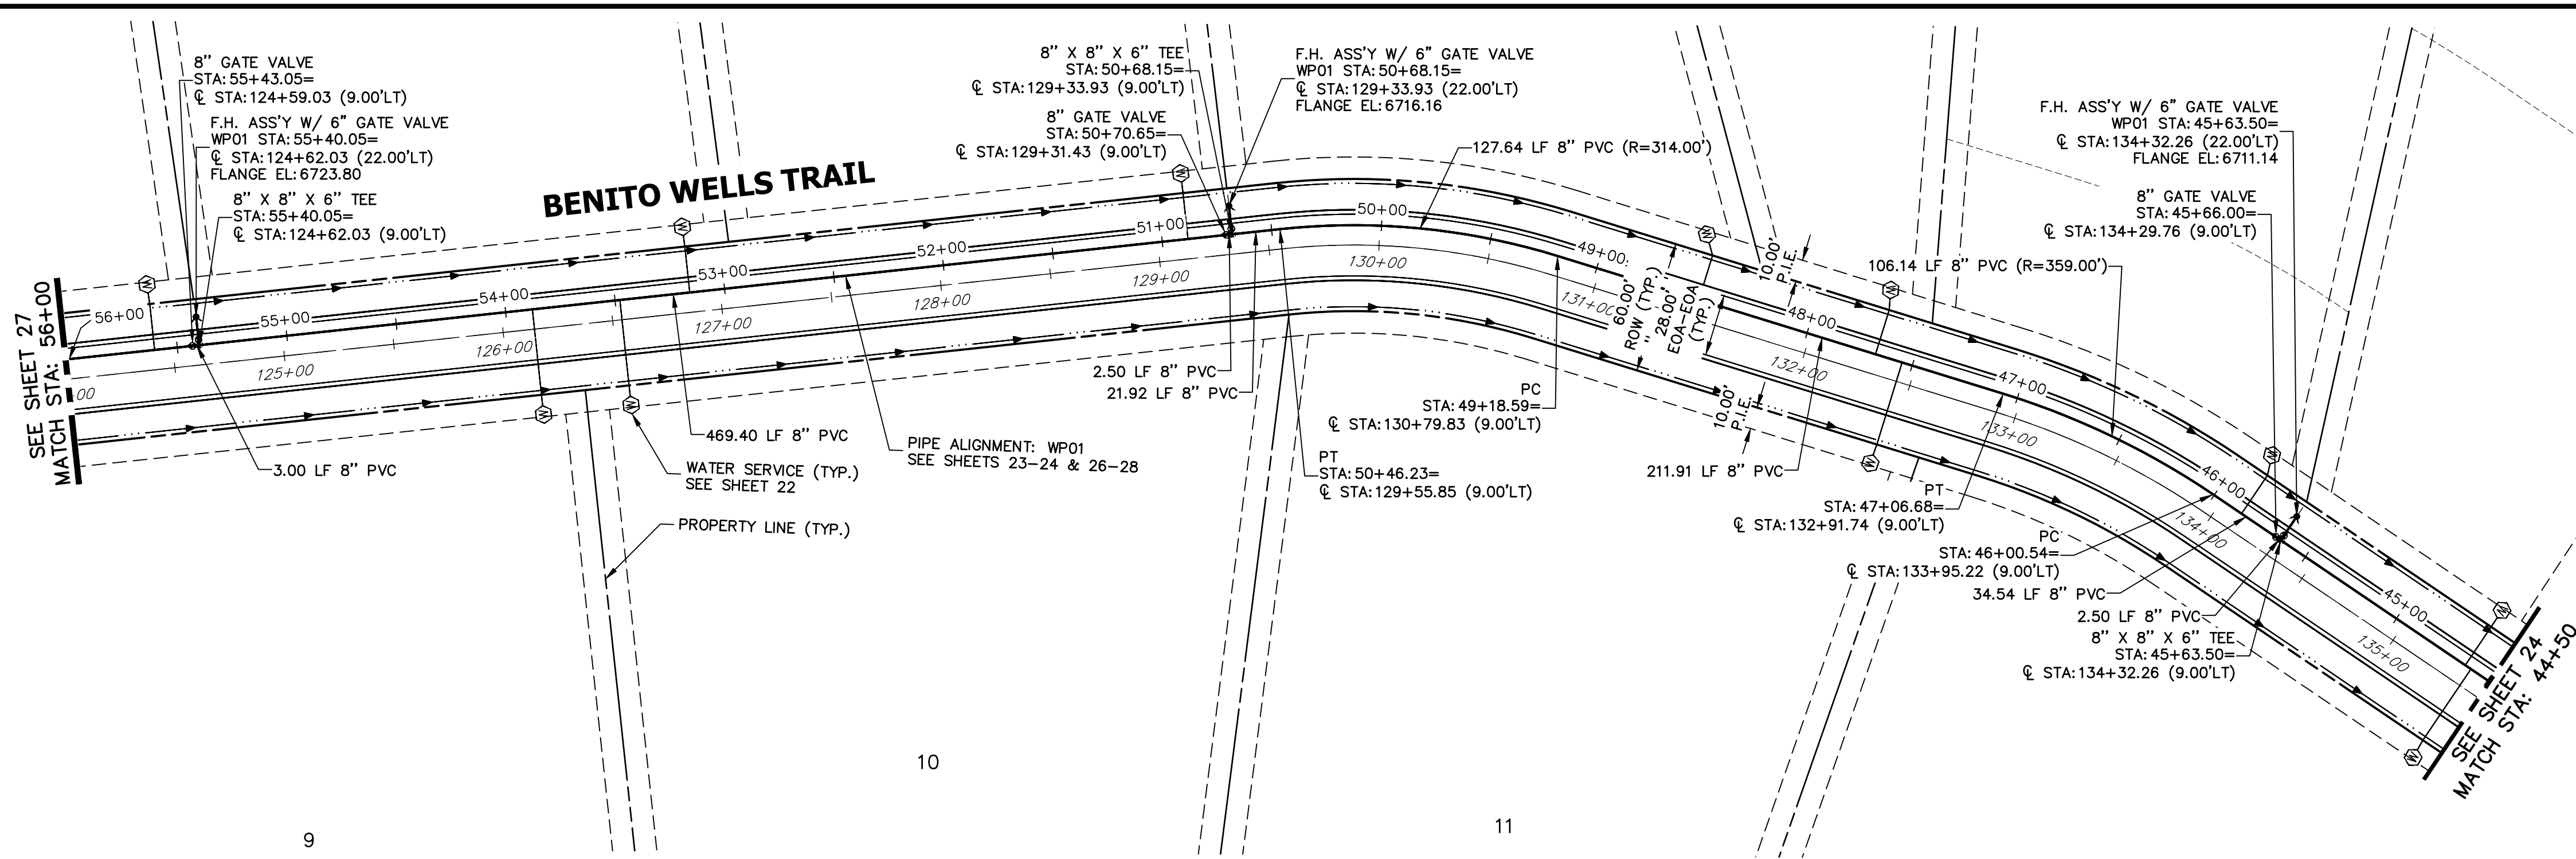 8" GATE VALVE
STA: 55+43.05=
℄ STA: 124+59.03 (9.00'LT)
F.H. ASS'Y W/ 6" GATE VALVE
WP01 STA: 55+40.05=
℄ STA: 124+62.03 (22.00'LT)
FLANGE EL: 6723.80
8" X 8" X 6" TEE
STA: 55+40.05=
℄ STA: 124+62.03 (9.00'LT)
BENITO WELLS TRAIL
8" X 8" X 6" TEE
STA: 50+68.15=
℄ STA: 129+33.93 (9.00'LT)
8" GATE VALVE
STA: 50+70.65=
℄ STA: 129+31.43 (9.00'LT)
F.H. ASS'Y W/ 6" GATE VALVE
WP01 STA: 50+68.15=
℄ STA: 129+33.93 (22.00'LT)
FLANGE EL: 6716.16
127.64 LF 8" PVC (R=314.00')
F.H. ASS'Y W/ 6" GATE VALVE
WP01 STA: 45+63.50=
℄ STA: 134+32.26 (22.00'LT)
FLANGE EL: 6711.14
8" GATE VALVE
STA: 45+66.00=
℄ STA: 134+29.76 (9.00'LT)
106.14 LF 8" PVC (R=359.00')
SEE SHEET 27
MATCH STA: 56+00
56+00
55+00
54+00
53+00
52+00
51+00
50+00
49+00
48+00
47+00
46+00
45+00
+00
125+00
126+00
127+00
128+00
129+00
130+00
131+00
132+00
133+00
134+00
135+00
W
W
W
W
W
W
W
W
W
W
W
60.00'
ROW (TYP.)
28.00'
EOA-EOA
(TYP.)
10.00'
P.I.E.
10.00'
P.I.E.
3.00 LF 8" PVC
469.40 LF 8" PVC
WATER SERVICE (TYP.)
SEE SHEET 22
PROPERTY LINE (TYP.)
PIPE ALIGNMENT: WP01
SEE SHEETS 23-24 & 26-28
2.50 LF 8" PVC
21.92 LF 8" PVC
PC
STA: 49+18.59=
℄ STA: 130+79.83 (9.00'LT)
PT
STA: 50+46.23=
℄ STA: 129+55.85 (9.00'LT)
211.91 LF 8" PVC
PT
STA: 47+06.68=
℄ STA: 132+91.74 (9.00'LT)
PC
STA: 46+00.54=
℄ STA: 133+95.22 (9.00'LT)
34.54 LF 8" PVC
2.50 LF 8" PVC
8" X 8" X 6" TEE
STA: 45+63.50=
℄ STA: 134+32.26 (9.00'LT)
SEE SHEET 24
MATCH STA: 44+50
9
10
11